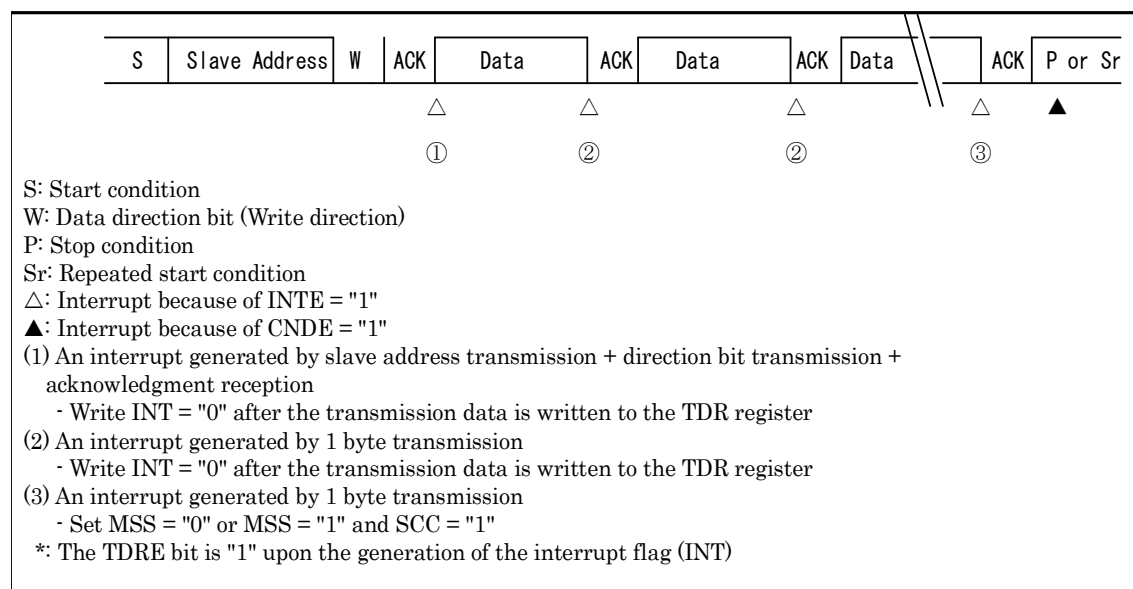 S Slave Address W ACK Data ACK Data ACK Data ACK P or Sr
△ △ △ △ ▲
① ② ② ③
S: Start condition
W: Data direction bit (Write direction)
P: Stop condition
Sr: Repeated start condition
△: Interrupt because of INTE = "1"
▲: Interrupt because of CNDE = "1"
(1) An interrupt generated by slave address transmission + direction bit transmission +
acknowledgment reception
- Write INT = "0" after the transmission data is written to the TDR register
(2) An interrupt generated by 1 byte transmission
- Write INT = "0" after the transmission data is written to the TDR register
(3) An interrupt generated by 1 byte transmission
- Set MSS = "0" or MSS = "1" and SCC = "1"
*: The TDRE bit is "1" upon the generation of the interrupt flag (INT)